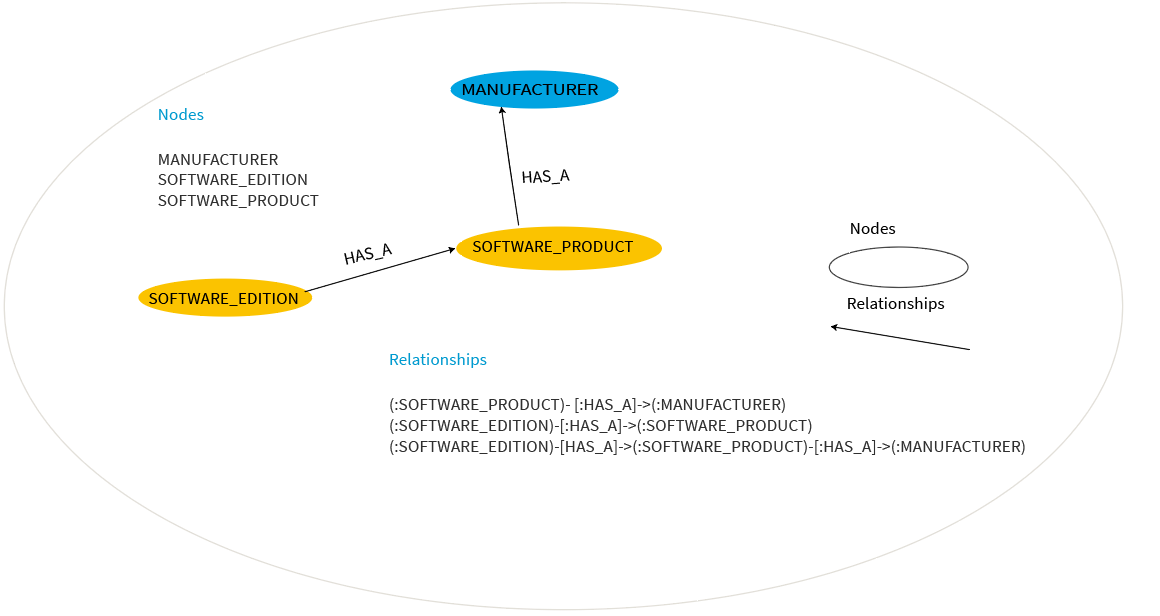 MANUFACTURER
Nodes
MANUFACTURER
SOFTWARE_EDITION
SOFTWARE_PRODUCT
HAS_A
Nodes
SOFTWARE_PRODUCT
HAS_A
SOFTWARE_EDITION
Relationships
Relationships
(:SOFTWARE_PRODUCT)- [:HAS_A]->(:MANUFACTURER)
(:SOFTWARE_EDITION)-[:HAS_A]->(:SOFTWARE_PRODUCT)
(:SOFTWARE_EDITION)-[HAS_A]->(:SOFTWARE_PRODUCT)-[:HAS_A]->(:MANUFACTURER)